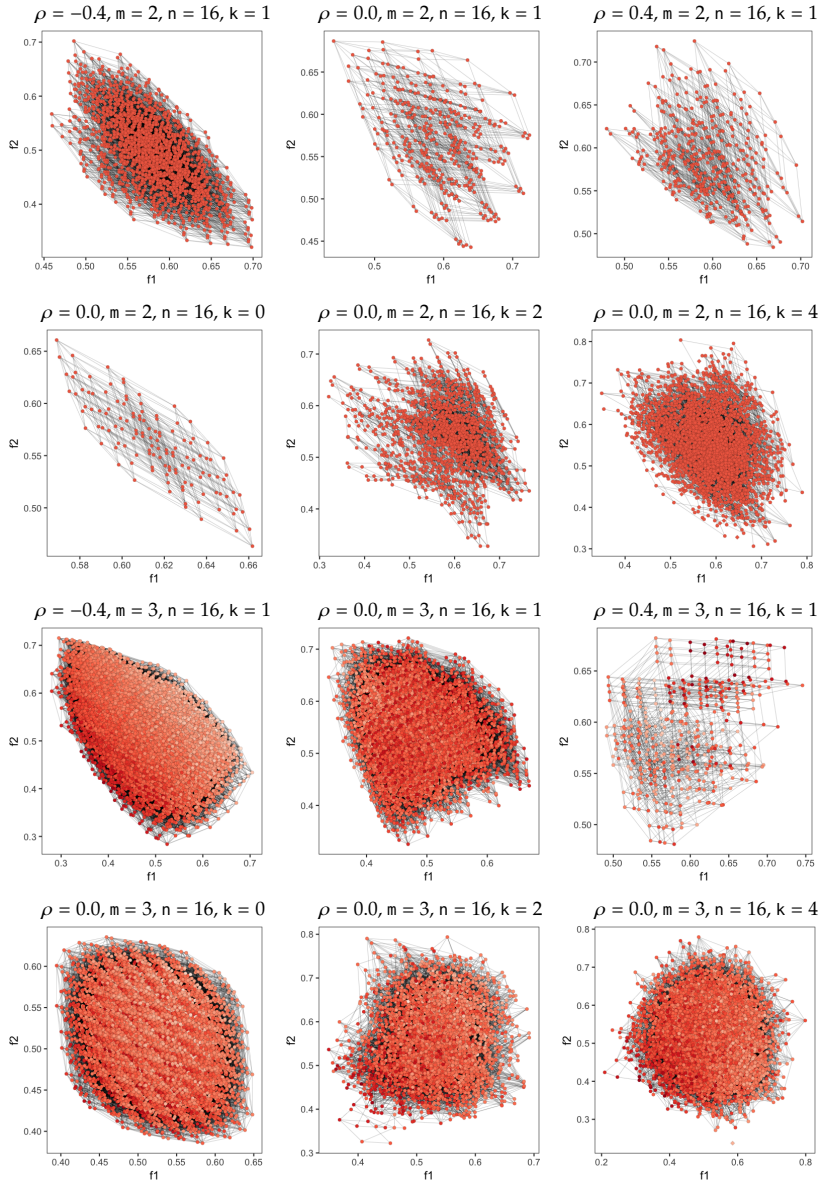 ρ = −0.4, m = 2, n = 16, k = 1
0.7
0.6
0.5
0.4
f2
0.45 0.50 0.55 0.60 0.65 0.70
f1
ρ = 0.0, m = 2, n = 16, k = 1
0.65
0.60
0.55
0.50
0.45
f2
0.5 0.6 0.7
f1
ρ = 0.4, m = 2, n = 16, k = 1
0.70
0.65
0.60
0.55
0.50
f2
0.50 0.55 0.60 0.65 0.70
f1
ρ = 0.0, m = 2, n = 16, k = 0
0.65
0.60
0.55
0.50
f2
0.58 0.60 0.62 0.64 0.66
f1
ρ = 0.0, m = 2, n = 16, k = 2
0.7
0.6
0.5
0.4
f2
0.3 0.4 0.5 0.6 0.7
f1
ρ = 0.0, m = 2, n = 16, k = 4
0.8
0.7
0.6
0.5
0.4
0.3
f2
0.4 0.5 0.6 0.7 0.8
f1
ρ = −0.4, m = 3, n = 16, k = 1
0.7
0.6
0.5
0.4
0.3
f2
0.3 0.4 0.5 0.6 0.7
f1
ρ = 0.0, m = 3, n = 16, k = 1
0.7
0.6
0.5
0.4
f2
0.4 0.5 0.6
f1
ρ = 0.4, m = 3, n = 16, k = 1
0.65
0.60
0.55
0.50
f2
0.50 0.55 0.60 0.65 0.70 0.75
f1
ρ = 0.0, m = 3, n = 16, k = 0
0.60
0.55
0.50
0.45
0.40
f2
0.40 0.45 0.50 0.55 0.60 0.65
f1
ρ = 0.0, m = 3, n = 16, k = 2
0.8
0.7
0.6
0.5
0.4
0.3
f2
0.4 0.5 0.6 0.7
f1
ρ = 0.0, m = 3, n = 16, k = 4
0.8
0.7
0.6
0.5
0.4
0.3
f2
0.2 0.4 0.6 0.8
f1